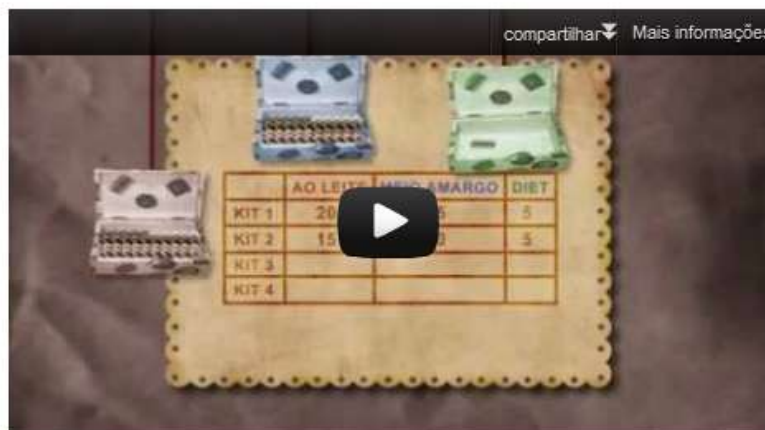 compartilhar Mais informações
AO LEITE MEIO AMARGO DIET
KIT 1 20 5
KIT 2 15 5
KIT 3
KIT 4